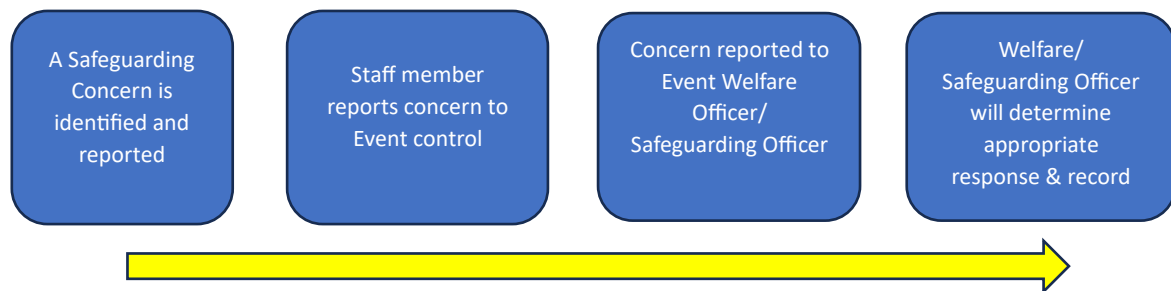 A Safeguarding
Concern is
identified and
reported
Staff member
reports concern to
Event control
Concern reported to
Event Welfare
Officer/
Safeguarding Officer
Welfare/
Safeguarding Officer
will determine
appropriate
response & record